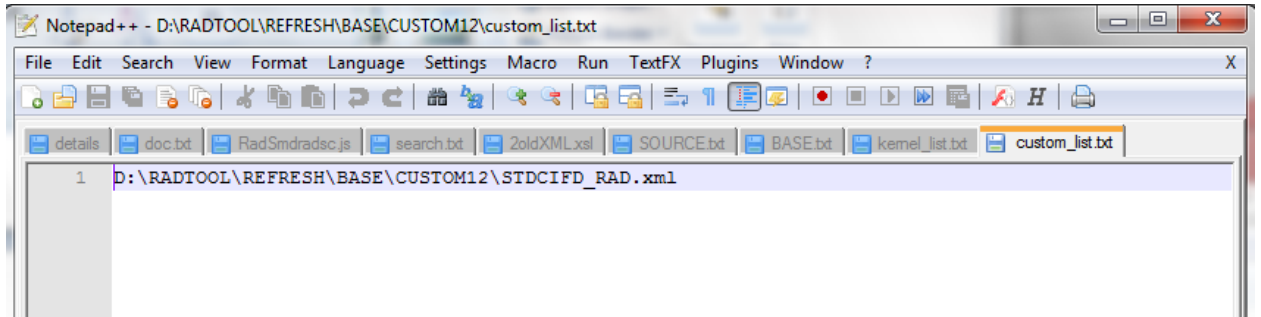 Notepad++ - D:\RADTOOL\REFRESH\BASE\CUSTOM12\custom_list.txt
File Edit Search View Format Language Settings Macro Run TextFX Plugins Window ? X
details doc.txt RadSmdradsc.js search.txt 2oldXML.xsl SOURCE.txt BASE.txt kernel_list.txt custom_list.txt
1 D:\RADTOOL\REFRESH\BASE\CUSTOM12\STDCIFD_RAD.xml